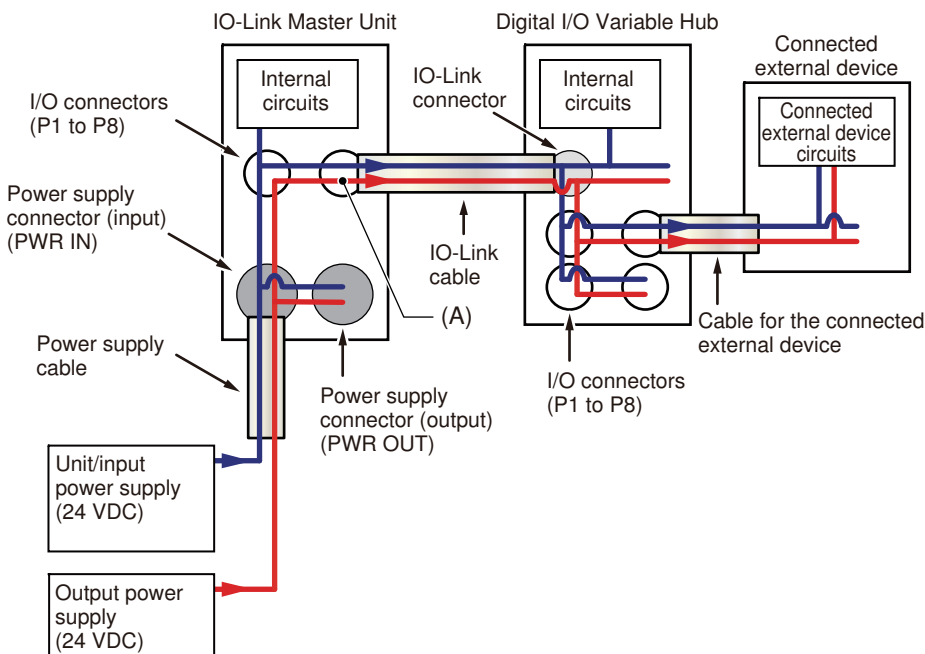 IO-Link Master Unit
Digital I/O Variable Hub
Connected
external device
Internal
circuits
IO-Link
connector
Internal
circuits
Connected
external device
circuits
I/O connectors
(P1 to P8)
Power supply
connector (input)
(PWR IN)
IO-Link
cable
(A)
Cable for the connected
external device
Power supply
cable
Power supply
connector (output)
(PWR OUT)
I/O connectors
(P1 to P8)
Unit/input
power supply
(24 VDC)
Output power
supply
(24 VDC)